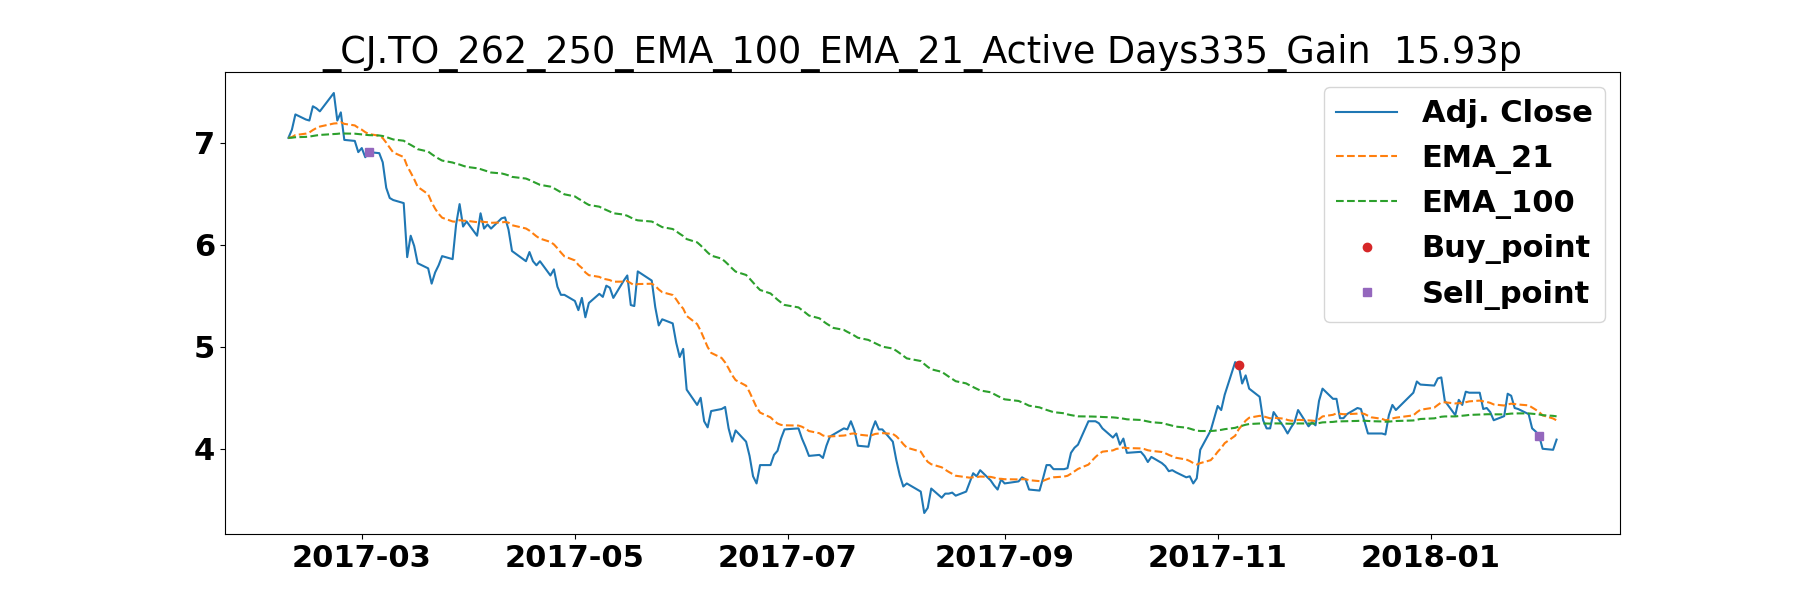 _CJ.TO_262_250_EMA_100_EMA_21_Active Days335_Gain  15.93p
Adj. Close
EMA_21
EMA_100
Buy_point
Sell_point
7
6
5
4
2017-03
2017-05
2017-07
2017-09
2017-11
2018-01